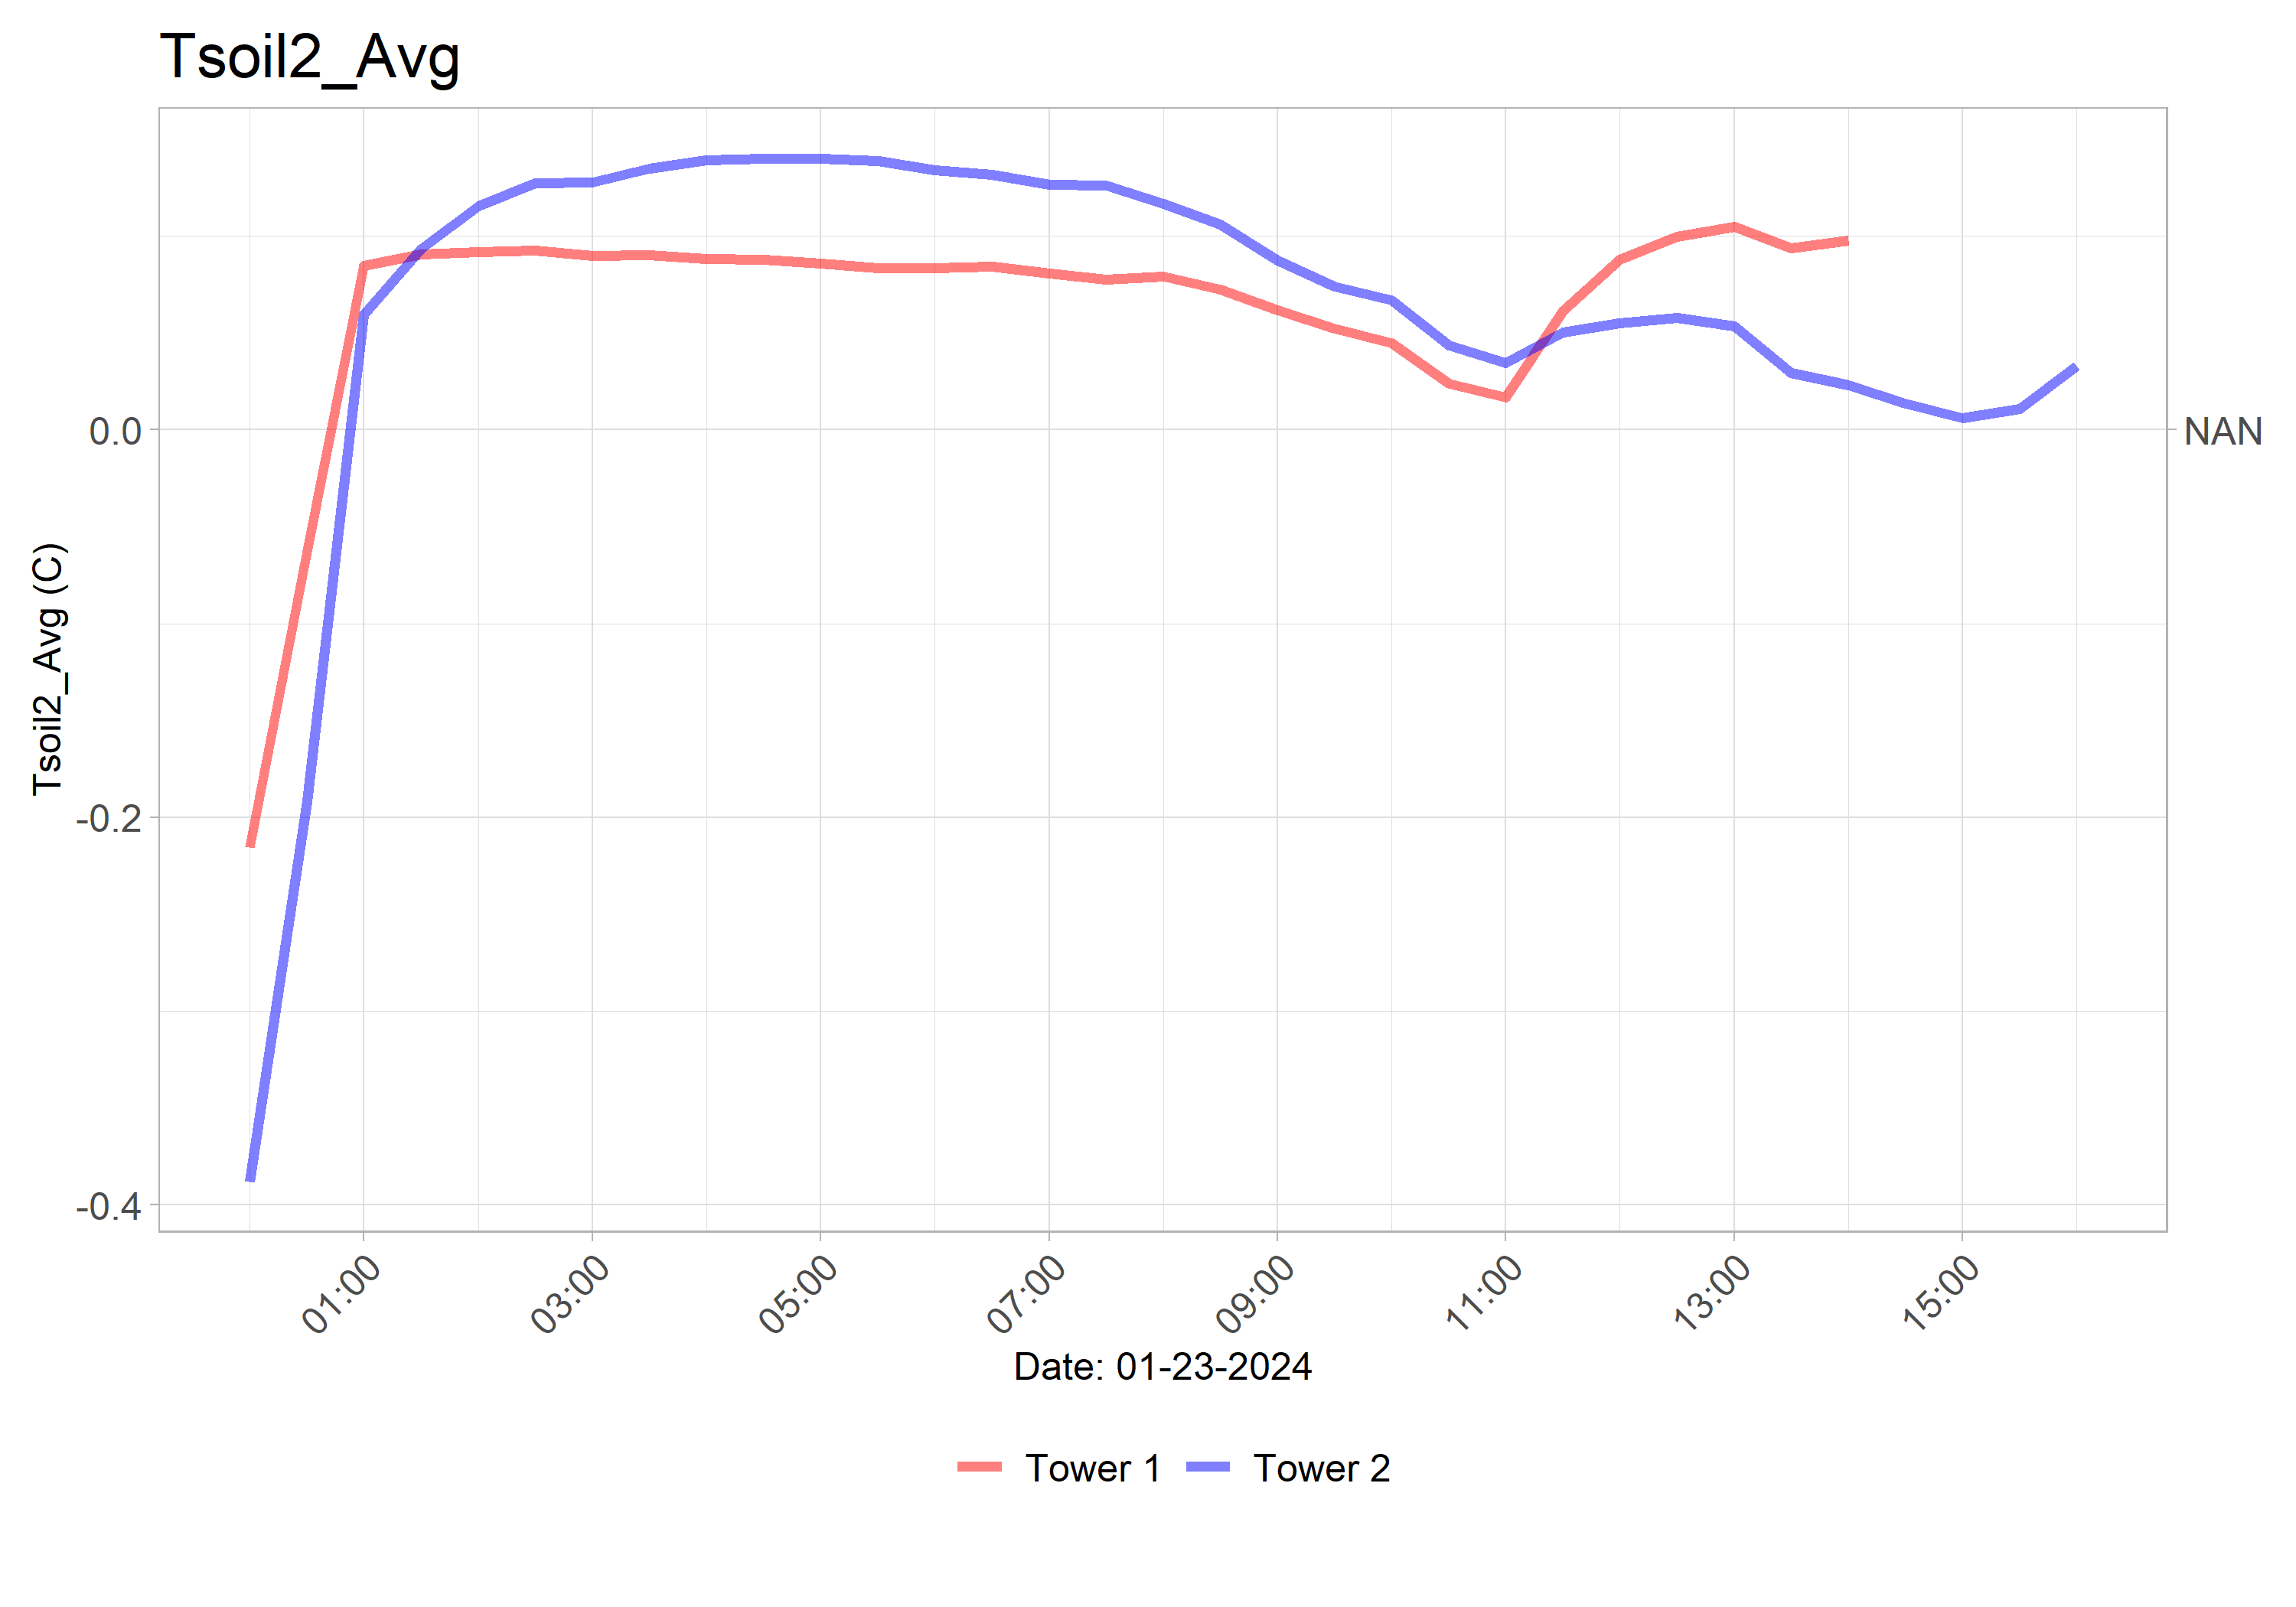 Tsoil2_Avg
Tsoil2_Avg (C)
0.0
-0.2
-0.4
NAN
01:00
03:00
05:00
07:00
09:00
11:00
13:00
15:00
Date: 01-23-2024
Tower 1
Tower 2